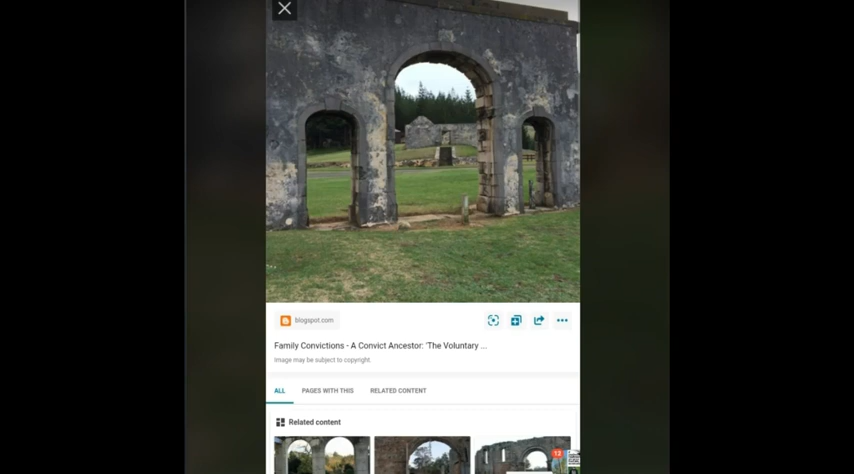 blogspot.com
Family Convictions - A Convict Ancestor: 'The Voluntary ...
Image may be subject to copyright.
ALL PAGES WITH THIS RELATED CONTENT
Related content
12